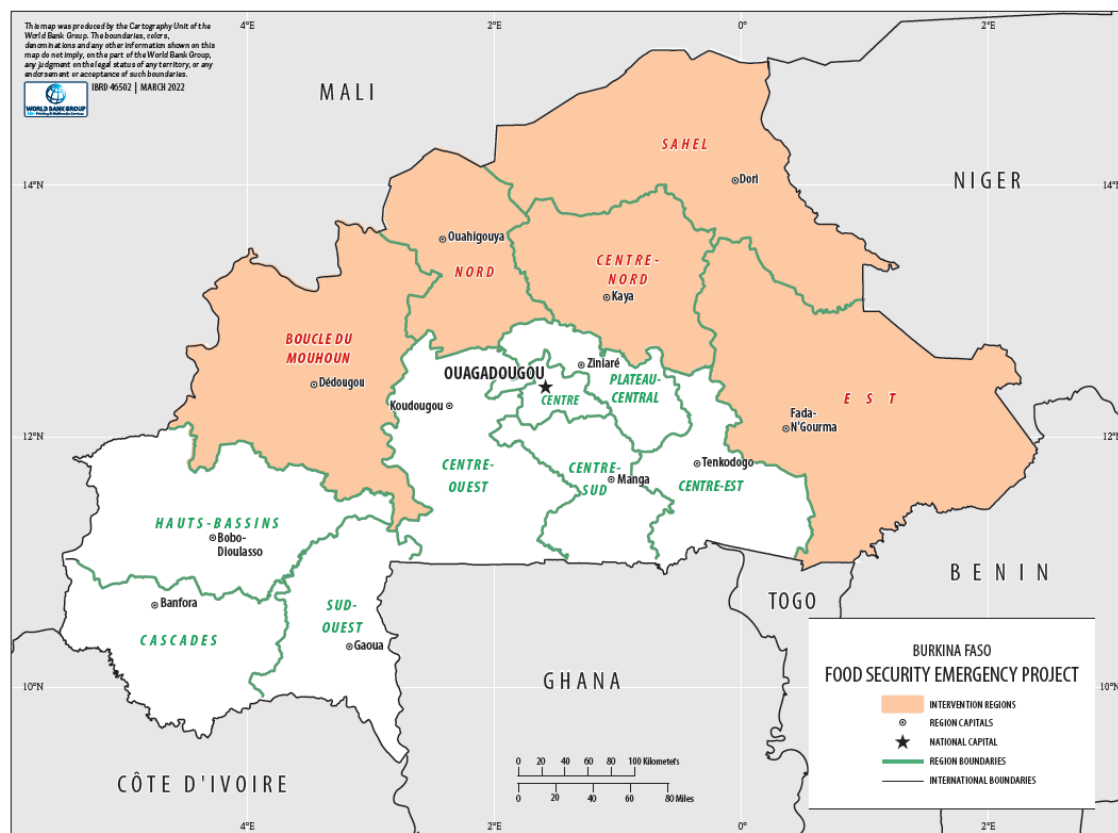 This map was produced by the Cartography Unit of the
World Bank Group. The boundaries, colors,
denominations and any other information shown on this
map do not imply, on the part of the World Bank Group,
any judgment on the legal status of any territory, or any
endorsement or acceptance of such boundaries.
WORLD BANK GROUP
IBRD 46502 | MARCH 2022
4°E
2°E
0°
2°E
MALI
SAHEL
Dori
14°N
14°N
NIGER
Ouahigouya
NORD
CENTRE-
NORD
Kaya
BOUCLE DU
MOUHOUN
Dédougou
OUAGADOUGOU
Ziniaré
PLATEAU-
CENTRAL
CENTRE
Koudougou
EST
Fada-
N'Gourma
12°N
12°N
CENTRE-
OUEST
CENTRE-
SUD
Manga
Tenkodogo
CENTRE-EST
HAUTS-BASSINS
Bobo-
Dioulasso
BENIN
Banfora
CASCADES
SUD-
OUEST
Gaoua
TOGO
GHANA
10°N
10°N
CÔTE D'IVOIRE
0 20 40 60 80 100 Kilometers
0 20 40 60 80 Miles
BURKINA FASO
FOOD SECURITY EMERGENCY PROJECT
INTERVENTION REGIONS
REGION CAPITALS
NATIONAL CAPITAL
REGION BOUNDARIES
INTERNATIONAL BOUNDARIES
4°E
2°E
0°
2°E